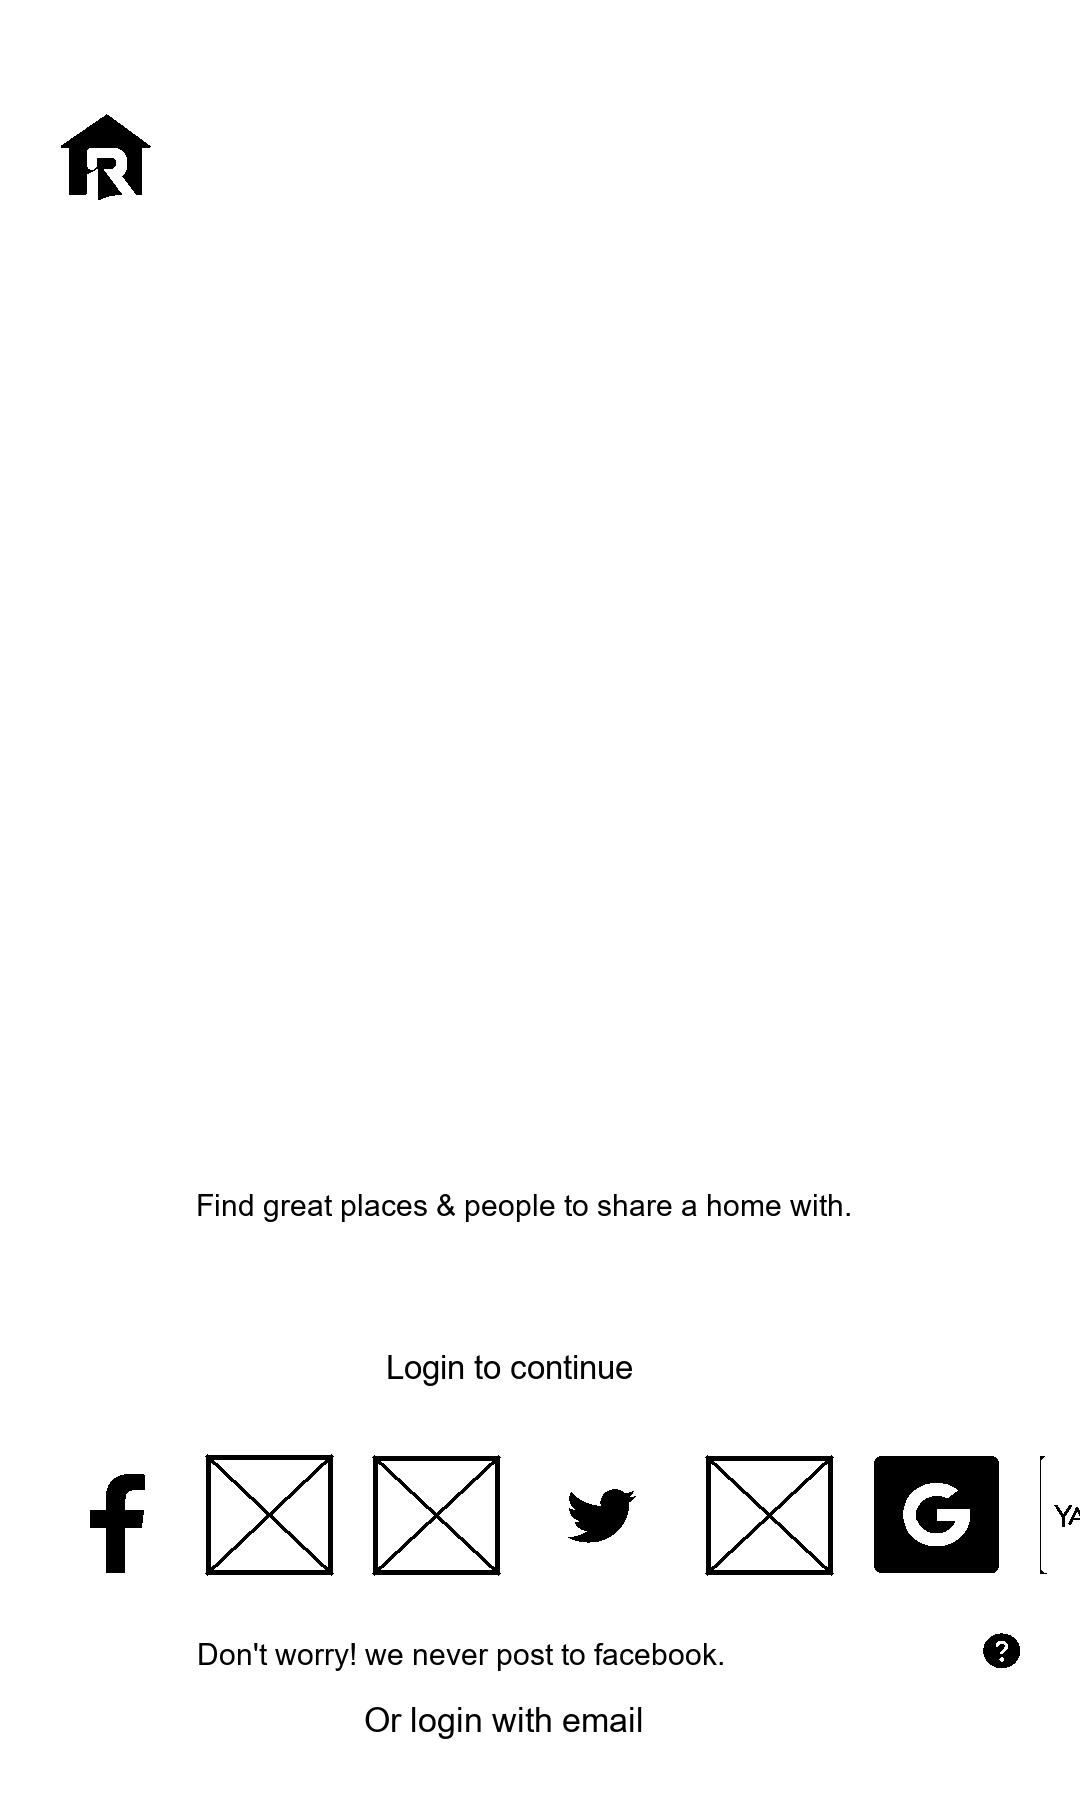 R
Find great places & people to share a home with.
Login to continue
f
G
YA
Don't worry! we never post to facebook.
?
Or login with email